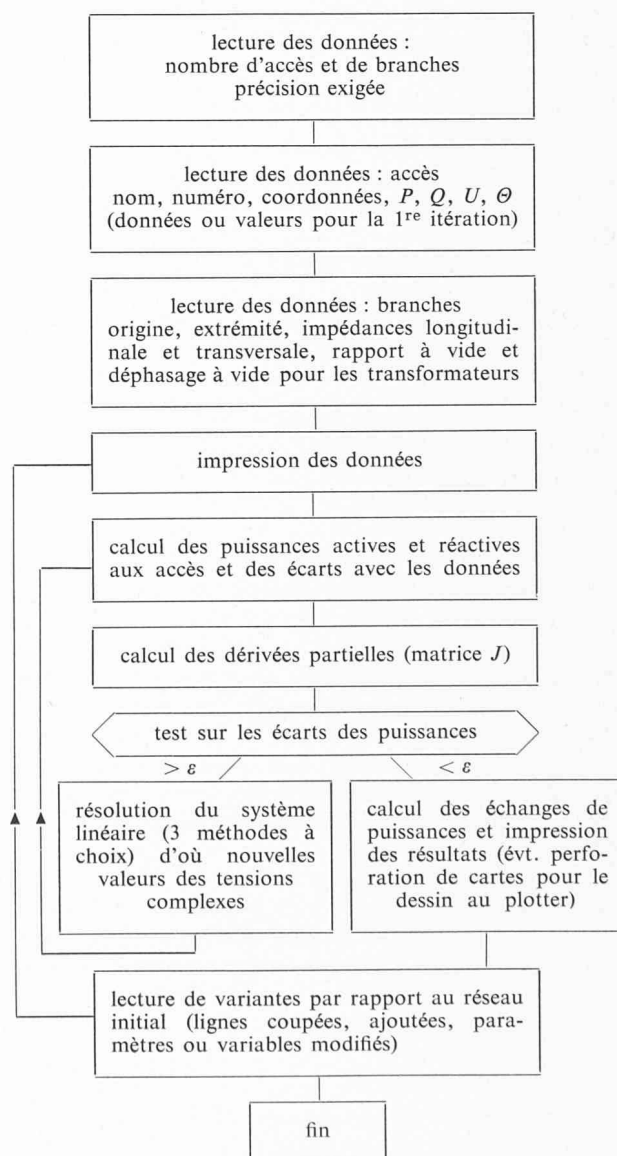 lecture des données :
nombre d'accès et de branches
précision exigée
lecture des données : accès
nom, numéro, coordonnées, P, Q, U, Θ
(données ou valeurs pour la 1re itération)
lecture des données : branches
origine, extrémité, impédances longitudi-
nale et transversale, rapport à vide et
déphasage à vide pour les transformateurs
impression des données
calcul des puissances actives et réactives
aux accès et des écarts avec les données
calcul des dérivées partielles (matrice J)
test sur les écarts des puissances
> ε
< ε
résolution du système
linéaire (3 méthodes à
choix) d'où nouvelles
valeurs des tensions
complexes
calcul des échanges de
puissances et impression
des résultats (évt. perfo-
ration de cartes pour le
dessin au plotter)
lecture de variantes par rapport au réseau
initial (lignes coupées, ajoutées, para-
mètres ou variables modifiés)
fin